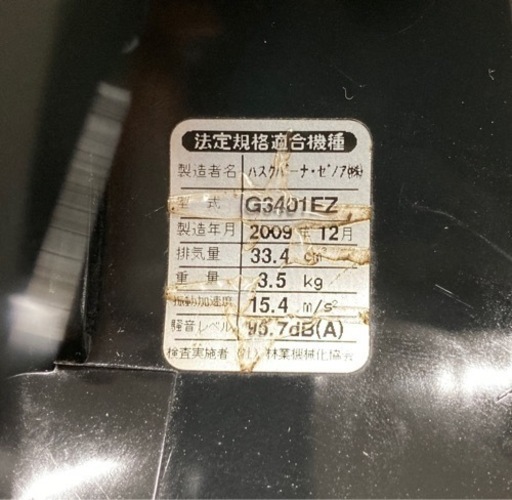 法定規格適合機種
製造者名 ハスクバーナ・ゼノア㈱
型式 G3401EZ
製造年月 2009年 12月
排気量 33.4 cm³
重量 3.5 kg
振動加速度 15.4 m/s²
騒音レベル 95.7dB(A)
検査実施者 (社) 林業機械化協会